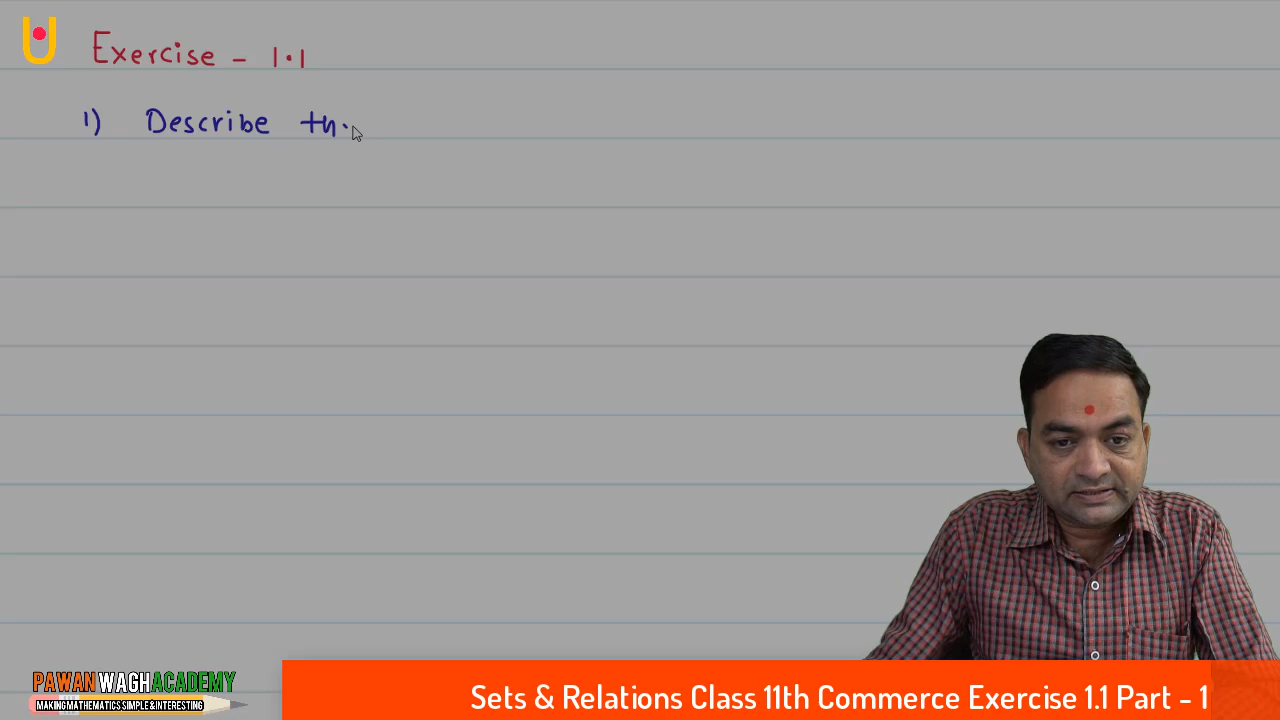 Exercise - 1.1
1) Describe th
PAWAN WAGH ACADEMY
MAKING MATHEMATICS SIMPLE & INTERESTING
Sets & Relations Class 11th Commerce Exercise 1.1 Part - 1